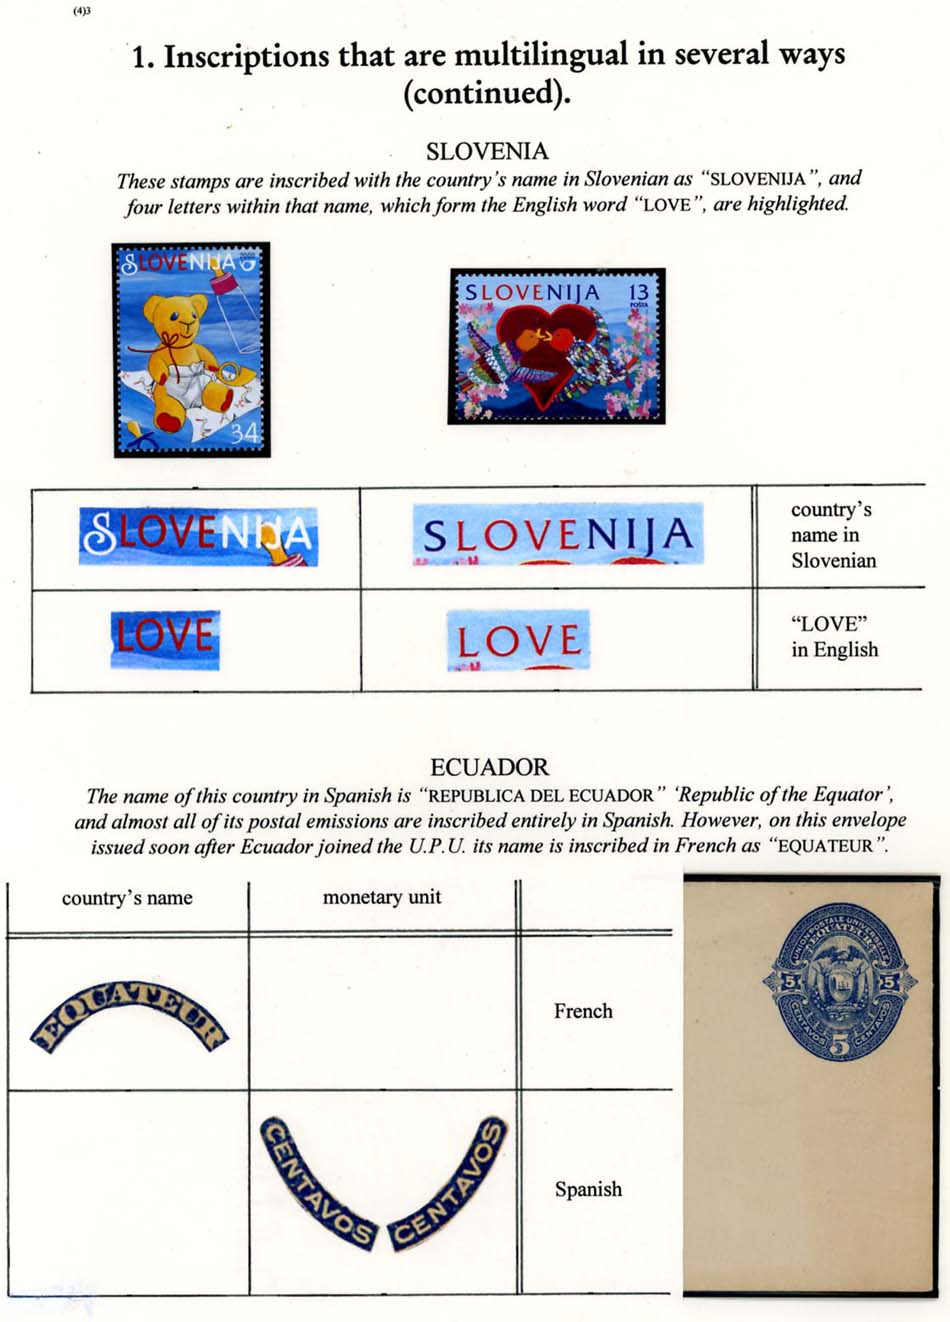 (4)3
1. Inscriptions that are multilingual in several ways
(continued).
SLOVENIA
These stamps are inscribed with the country's name in Slovenian as "SLOVENIJA", and
four letters within that name, which form the English word "LOVE", are highlighted.
SLOVENIJA 2000
34
SLOVENIJA 13
POŠTA
SLOVENIJA
SLOVENIJA
country's
name in
Slovenian
LOVE
LOVE
"LOVE"
in English
ECUADOR
The name of this country in Spanish is "REPUBLICA DEL ECUADOR" 'Republic of the Equator',
and almost all of its postal emissions are inscribed entirely in Spanish. However, on this envelope
issued soon after Ecuador joined the U.P.U. its name is inscribed in French as "EQUATEUR".
country's name
monetary unit
EQUATEUR
French
CENTAVOS CENTAVOS
Spanish
UNION POSTALE UNIVERSELLE
EQUATEUR
5 5
CENTAVOS 5 CENTAVOS